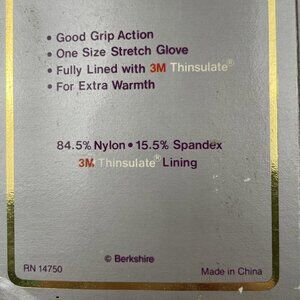 • Good Grip Action
• One Size Stretch Glove
• Fully Lined with 3M Thinsulate®
• For Extra Warmth
84.5% Nylon • 15.5% Spandex
3M Thinsulate® Lining
© Berkshire
RN 14750
Made in China